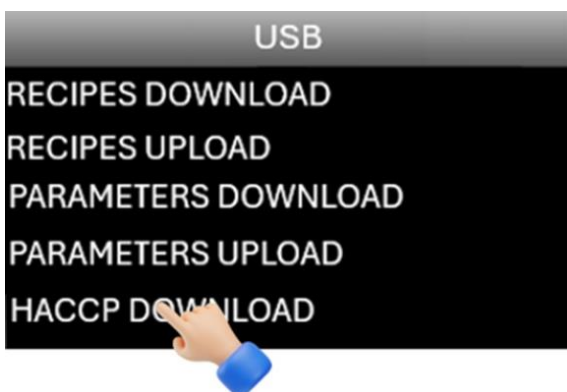 USB
RECIPES DOWNLOAD
RECIPES UPLOAD
PARAMETERS DOWNLOAD
PARAMETERS UPLOAD
HACCP DOWNLOAD